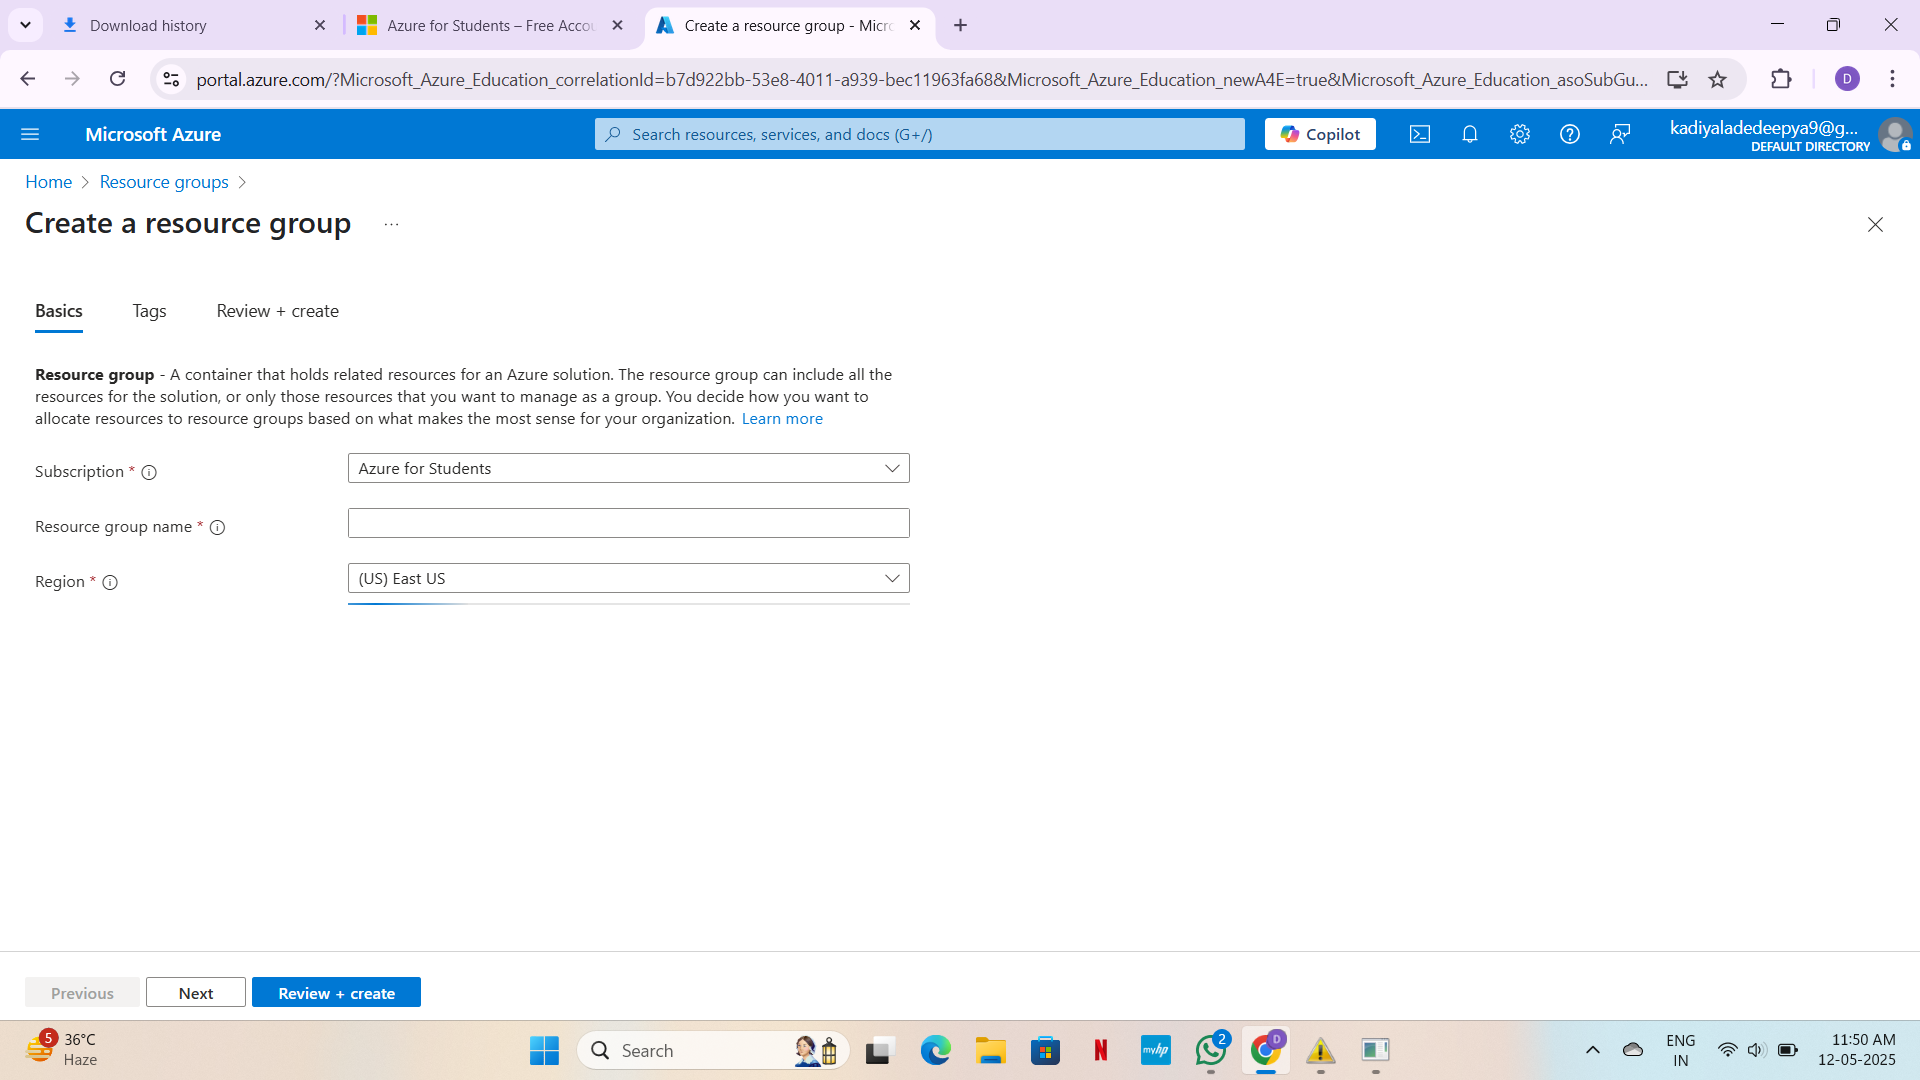 Download history
Azure for Students – Free Accou
Create a resource group - Micro
portal.azure.com/?Microsoft_Azure_Education_correlationId=b7d922bb-53e8-4011-a939-bec11963fa68&Microsoft_Azure_Education_newA4E=true&Microsoft_Azure_Education_asoSubGu...
D
Microsoft Azure
Search resources, services, and docs (G+/)
Copilot
kadiyaladedeepya9@g...
DEFAULT DIRECTORY
Home > Resource groups >
Create a resource group ...
Basics
Tags
Review + create
Resource group - A container that holds related resources for an Azure solution. The resource group can include all the
resources for the solution, or only those resources that you want to manage as a group. You decide how you want to
allocate resources to resource groups based on what makes the most sense for your organization. Learn more
Subscription *
Azure for Students
Resource group name *
Region *
(US) East US
Previous
Next
Review + create
5
36°C
Haze
Search
N
myhp
2
D
ENG
IN
11:50 AM
12-05-2025